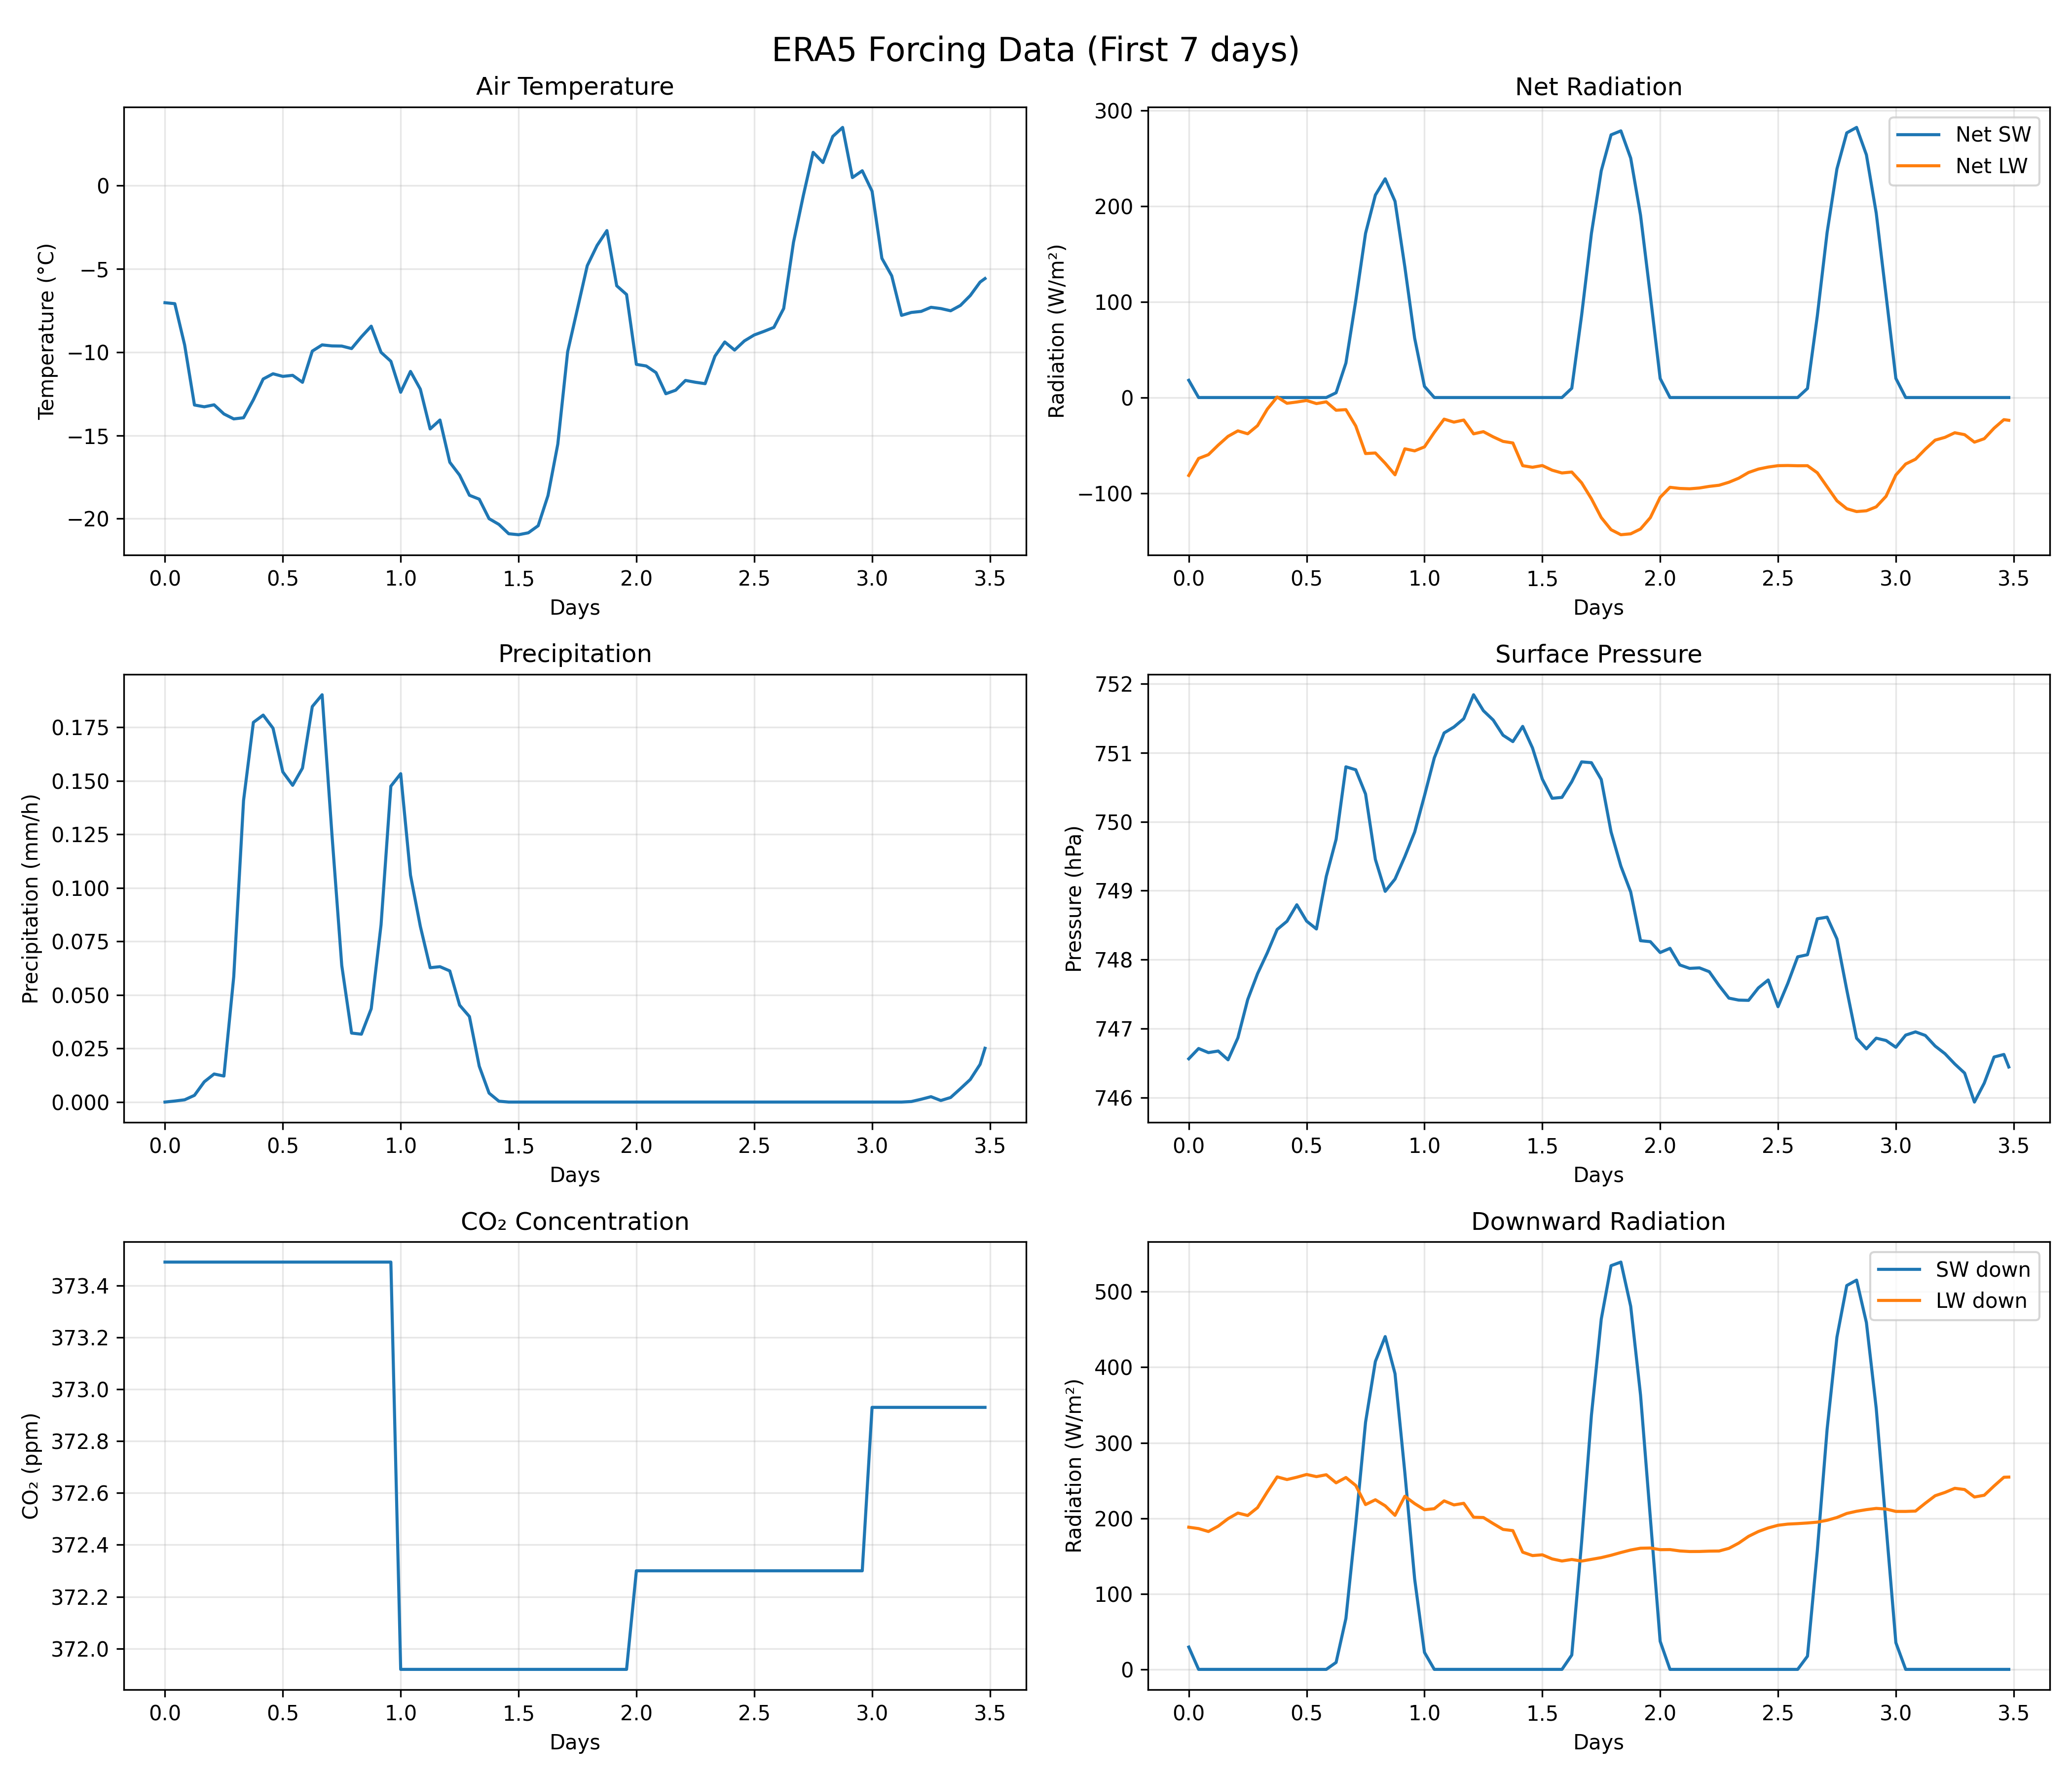 ERA5 Forcing Data (First 7 days)
Air Temperature
Temperature (°C)
0
−5
−10
−15
−20
0.0 0.5 1.0 1.5 2.0 2.5 3.0 3.5
Days
Net Radiation
Radiation (W/m²)
300
200
100
0
−100
Net SW
Net LW
0.0 0.5 1.0 1.5 2.0 2.5 3.0 3.5
Days
Precipitation
Precipitation (mm/h)
0.175
0.150
0.125
0.100
0.075
0.050
0.025
0.000
0.0 0.5 1.0 1.5 2.0 2.5 3.0 3.5
Days
Surface Pressure
Pressure (hPa)
752
751
750
749
748
747
746
0.0 0.5 1.0 1.5 2.0 2.5 3.0 3.5
Days
CO₂ Concentration
CO₂ (ppm)
373.4
373.2
373.0
372.8
372.6
372.4
372.2
372.0
0.0 0.5 1.0 1.5 2.0 2.5 3.0 3.5
Days
Downward Radiation
Radiation (W/m²)
500
400
300
200
100
0
SW down
LW down
0.0 0.5 1.0 1.5 2.0 2.5 3.0 3.5
Days